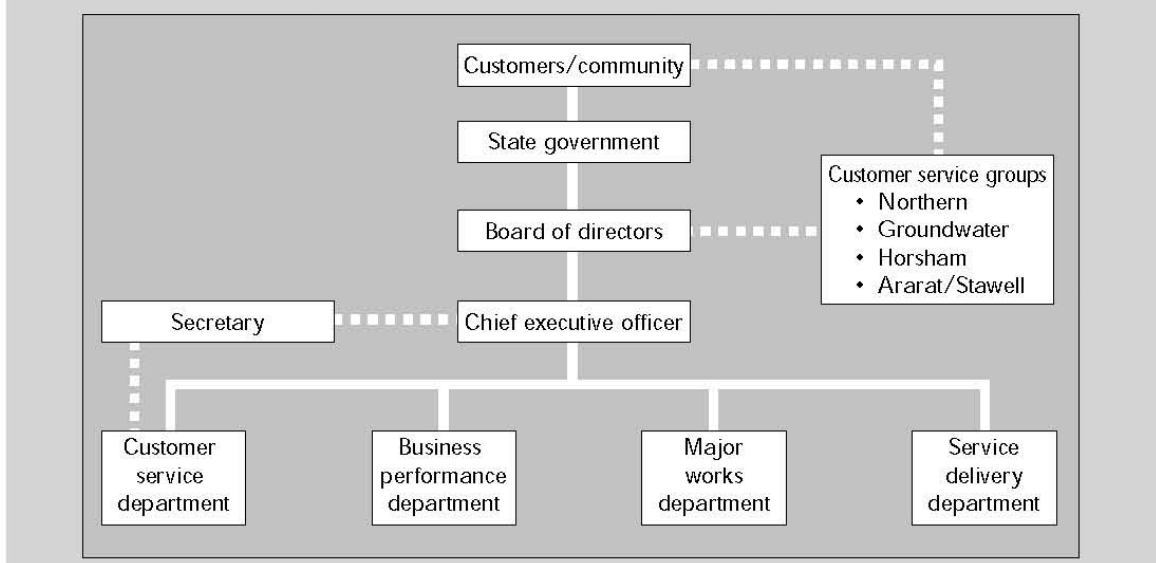 Customers/community
State government
Customer service groups
• Northern
• Groundwater
• Horsham
• Ararat/Stawell
Board of directors
Secretary
Chief executive officer
Customer
service
department
Business
performance
department
Major
works
department
Service
delivery
department